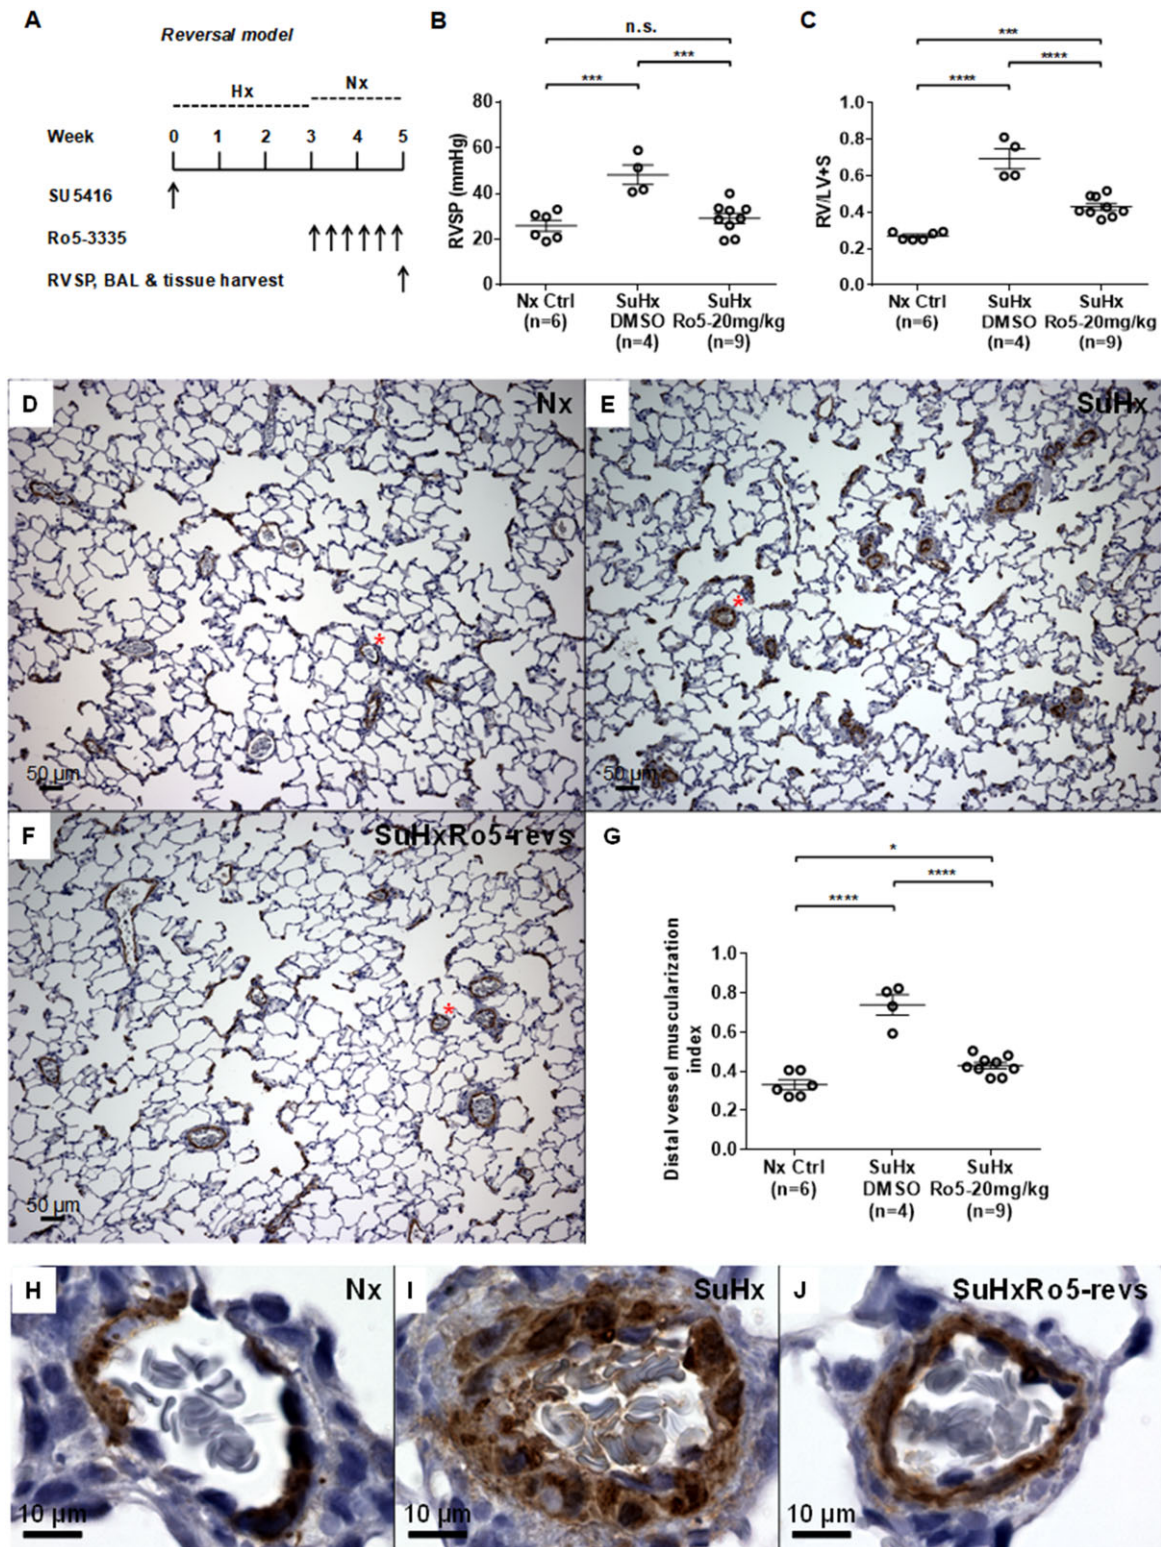 A
Reversal model
Hx
Nx
Week 0 1 2 3 4 5
SU5416
Ro5-3335
RVSP, BAL & tissue harvest
B
n.s.
***
***
RVSP (mmHg)
80
60
40
20
0
Nx Ctrl
(n=6)
SuHx
DMSO
(n=4)
SuHx
Ro5-20mg/kg
(n=9)
C
***
****
****
RV/LV+S
1.0
0.8
0.6
0.4
0.2
0.0
Nx Ctrl
(n=6)
SuHx
DMSO
(n=4)
SuHx
Ro5-20mg/kg
(n=9)
D
Nx
*
50 µm
E
SuHx
*
50 µm
F
SuHxRo5-revs
*
50 µm
G
*
****
****
Distal vessel muscularization
index
1.0
0.8
0.6
0.4
0.2
0.0
Nx Ctrl
(n=6)
SuHx
DMSO
(n=4)
SuHx
Ro5-20mg/kg
(n=9)
H
Nx
10 µm
I
SuHx
10 µm
J
SuHxRo5-revs
10 µm